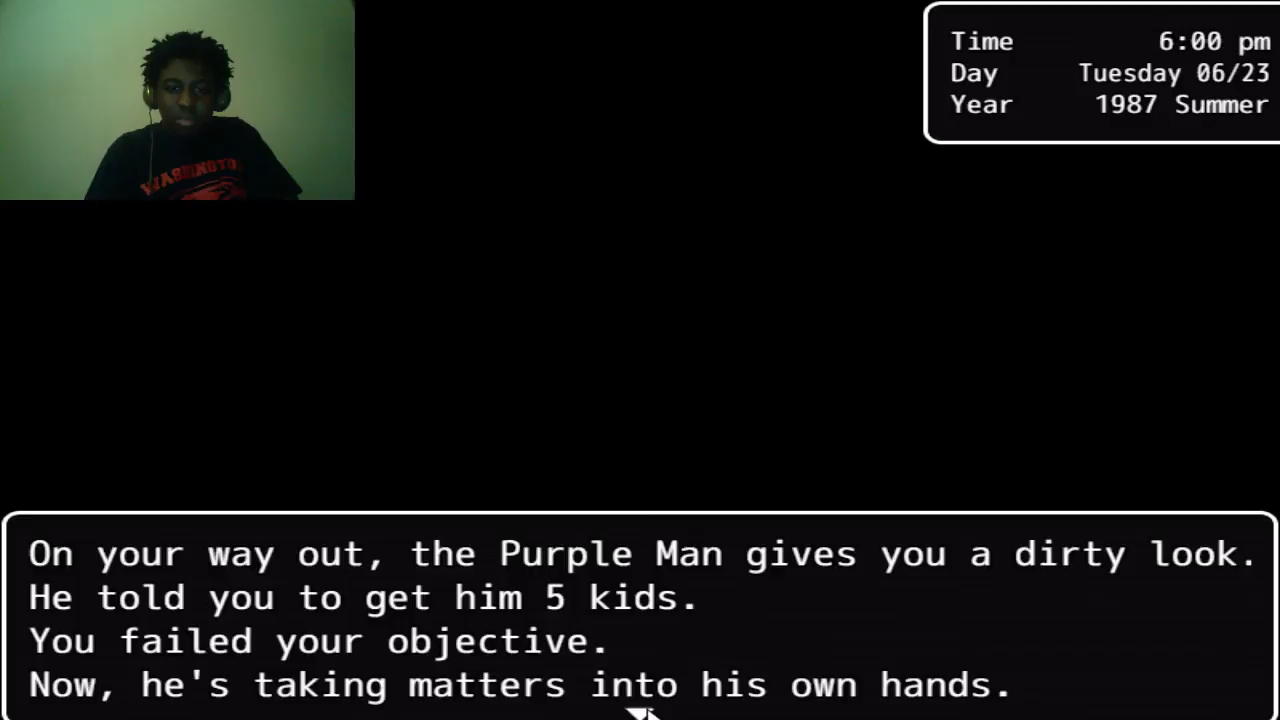 WASHINGTON
Time 6:00 pm
Day Tuesday 06/23
Year 1987 Summer
On your way out, the Purple Man gives you a dirty look.
He told you to get him 5 kids.
You failed your objective.
Now, he's taking matters into his own hands.